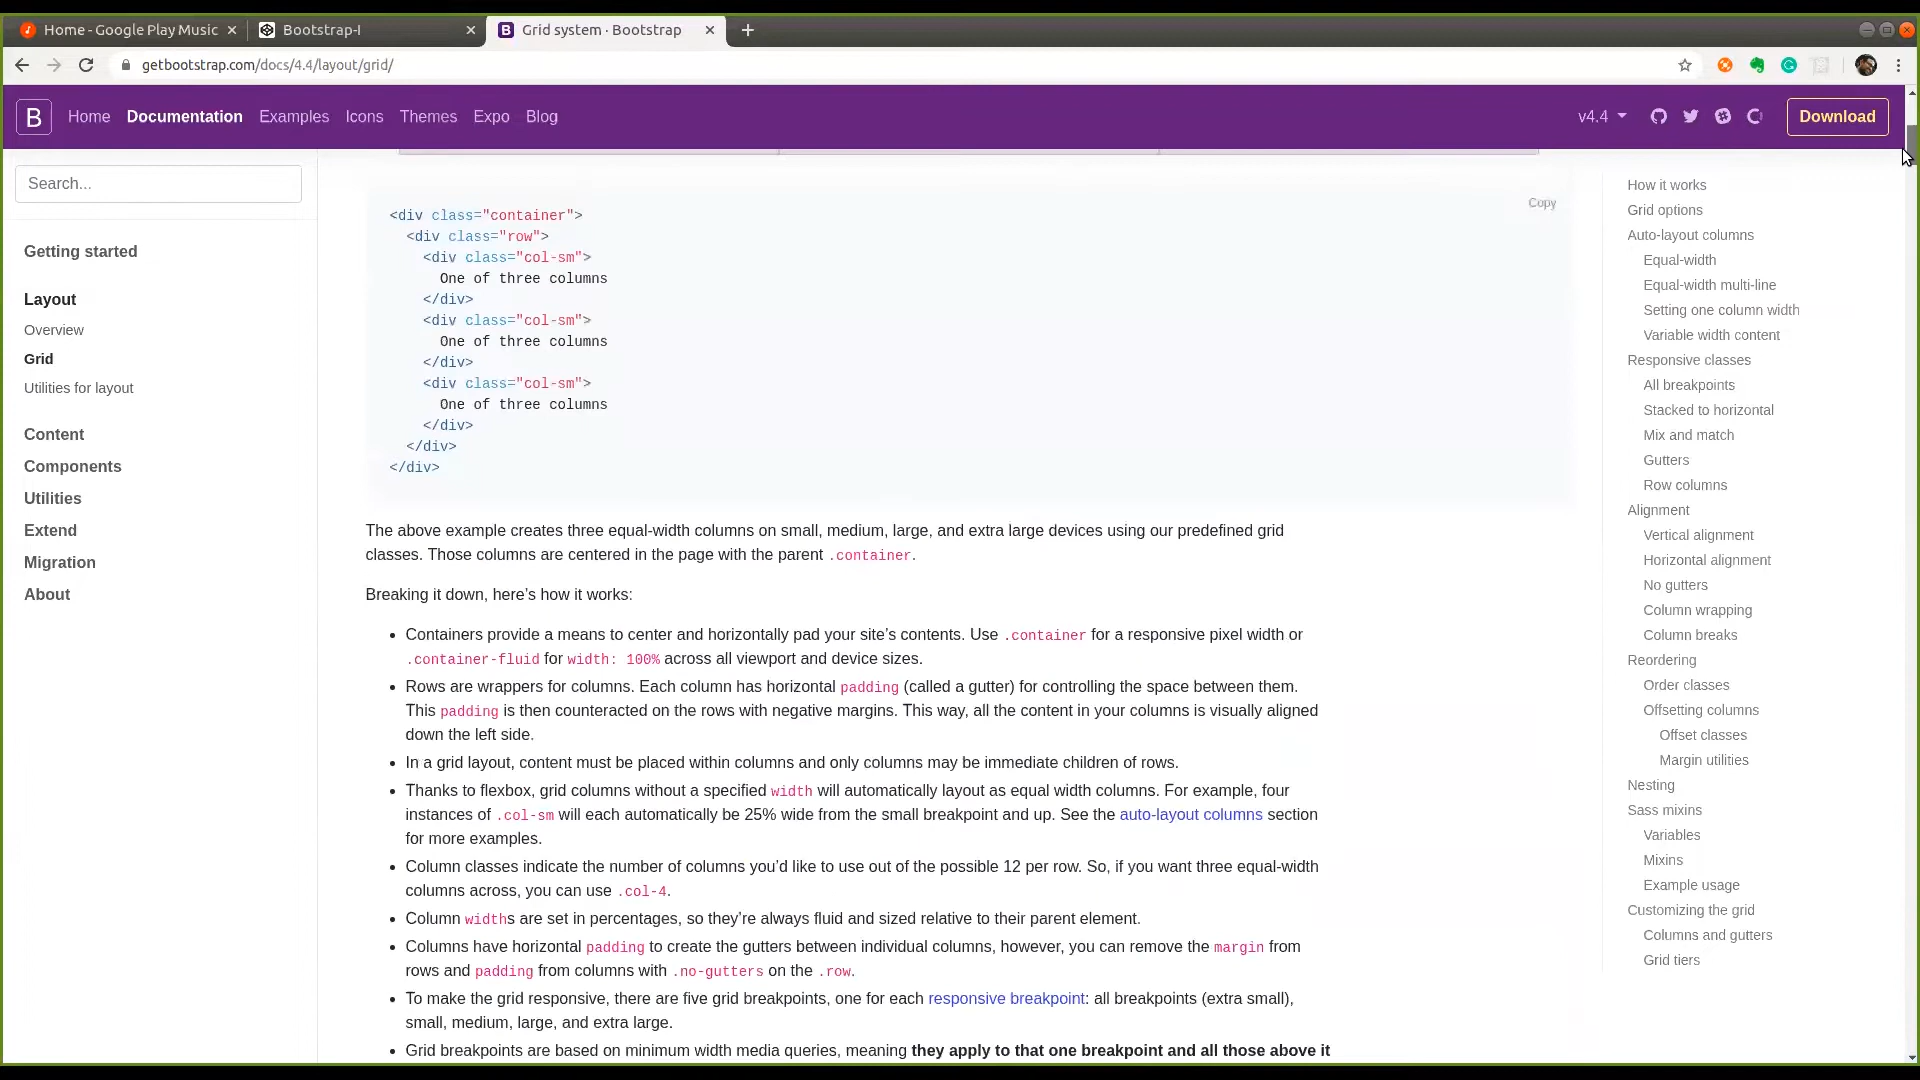 Home - Google Play Music
Bootstrap-I
Grid system · Bootstrap
getbootstrap.com/docs/4.4/layout/grid/
B Home Documentation Examples Icons Themes Expo Blog v4.4 Download
Search...
Getting started
Layout
Overview
Grid
Utilities for layout
Content
Components
Utilities
Extend
Migration
About
Copy
<div class="container">
<div class="row">
<div class="col-sm">
One of three columns
</div>
<div class="col-sm">
One of three columns
</div>
<div class="col-sm">
One of three columns
</div>
</div>
</div>
The above example creates three equal-width columns on small, medium, large, and extra large devices using our predefined grid
classes. Those columns are centered in the page with the parent .container.
Breaking it down, here’s how it works:
• Containers provide a means to center and horizontally pad your site’s contents. Use .container for a responsive pixel width or
.container-fluid for width: 100% across all viewport and device sizes.
• Rows are wrappers for columns. Each column has horizontal padding (called a gutter) for controlling the space between them.
This padding is then counteracted on the rows with negative margins. This way, all the content in your columns is visually aligned
down the left side.
• In a grid layout, content must be placed within columns and only columns may be immediate children of rows.
• Thanks to flexbox, grid columns without a specified width will automatically layout as equal width columns. For example, four
instances of .col-sm will each automatically be 25% wide from the small breakpoint and up. See the auto-layout columns section
for more examples.
• Column classes indicate the number of columns you’d like to use out of the possible 12 per row. So, if you want three equal-width
columns across, you can use .col-4.
• Column widths are set in percentages, so they’re always fluid and sized relative to their parent element.
• Columns have horizontal padding to create the gutters between individual columns, however, you can remove the margin from
rows and padding from columns with .no-gutters on the .row.
• To make the grid responsive, there are five grid breakpoints, one for each responsive breakpoint: all breakpoints (extra small),
small, medium, large, and extra large.
• Grid breakpoints are based on minimum width media queries, meaning they apply to that one breakpoint and all those above it
How it works
Grid options
Auto-layout columns
Equal-width
Equal-width multi-line
Setting one column width
Variable width content
Responsive classes
All breakpoints
Stacked to horizontal
Mix and match
Gutters
Row columns
Alignment
Vertical alignment
Horizontal alignment
No gutters
Column wrapping
Column breaks
Reordering
Order classes
Offsetting columns
Offset classes
Margin utilities
Nesting
Sass mixins
Variables
Mixins
Example usage
Customizing the grid
Columns and gutters
Grid tiers